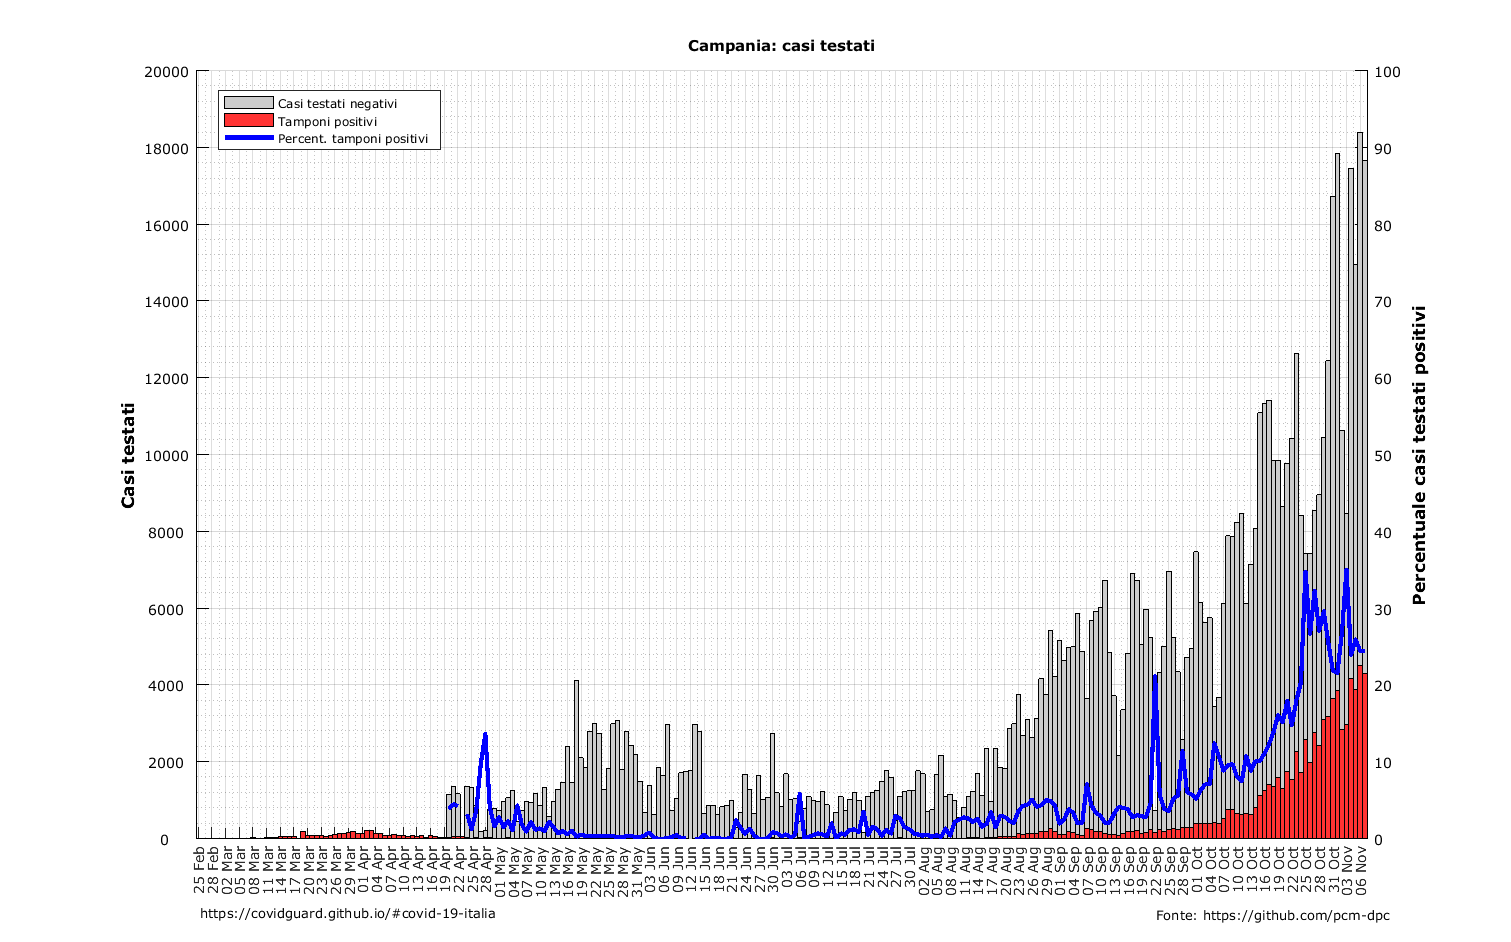 Campania: casi testati
Casi testati negativi
Tamponi positivi
Percent. tamponi positivi
Casi testati
20000
18000
16000
14000
12000
10000
8000
6000
4000
2000
0
100
90
80
70
60
50
40
30
20
10
0
Percentuale casi testati positivi
25 Feb
28 Feb
02 Mar
05 Mar
08 Mar
11 Mar
14 Mar
17 Mar
20 Mar
23 Mar
26 Mar
29 Mar
01 Apr
04 Apr
07 Apr
10 Apr
13 Apr
16 Apr
19 Apr
22 Apr
25 Apr
28 Apr
01 May
04 May
07 May
10 May
13 May
16 May
19 May
22 May
25 May
28 May
31 May
03 Jun
06 Jun
09 Jun
12 Jun
15 Jun
18 Jun
21 Jun
24 Jun
27 Jun
30 Jun
03 Jul
06 Jul
09 Jul
12 Jul
15 Jul
18 Jul
21 Jul
24 Jul
27 Jul
30 Jul
02 Aug
05 Aug
08 Aug
11 Aug
14 Aug
17 Aug
20 Aug
23 Aug
26 Aug
29 Aug
01 Sep
04 Sep
07 Sep
10 Sep
13 Sep
16 Sep
19 Sep
22 Sep
25 Sep
28 Sep
01 Oct
04 Oct
07 Oct
10 Oct
13 Oct
16 Oct
19 Oct
22 Oct
25 Oct
28 Oct
31 Oct
03 Nov
06 Nov
https://covidguard.github.io/#covid-19-italia
Fonte: https://github.com/pcm-dpc